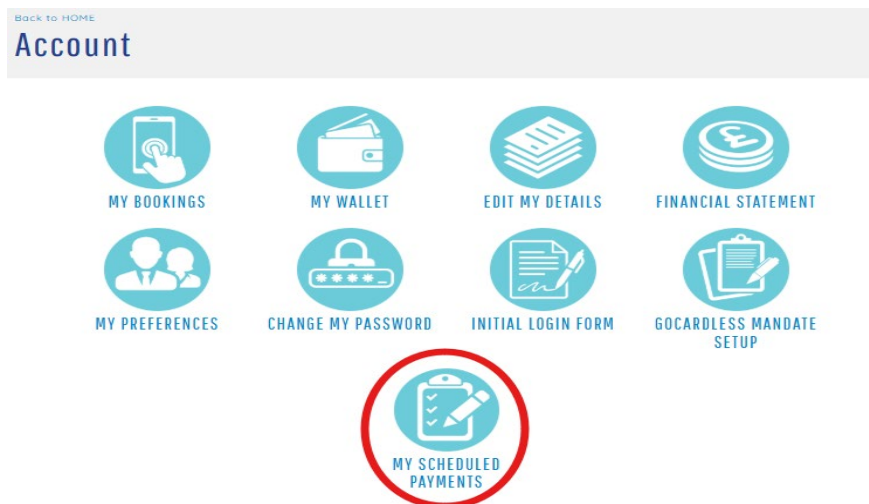 Back to HOME
Account
MY BOOKINGS
MY WALLET
EDIT MY DETAILS
FINANCIAL STATEMENT
MY PREFERENCES
CHANGE MY PASSWORD
INITIAL LOGIN FORM
GOCARDLESS MANDATE
SETUP
MY SCHEDULED
PAYMENTS